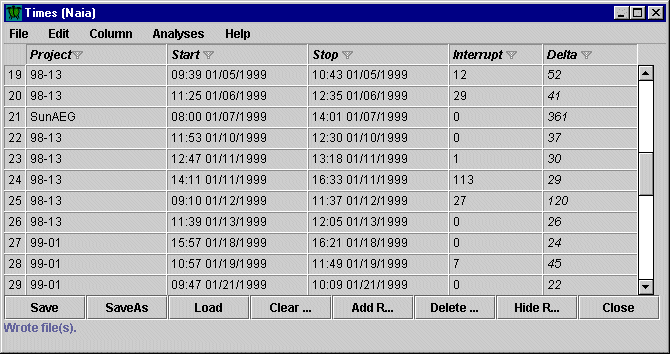 Times (Naia)
File Edit Column Analyses Help
Project Start Stop Interrupt Delta
19 98-13 09:39 01/05/1999 10:43 01/05/1999 12 52
20 98-13 11:25 01/06/1999 12:35 01/06/1999 29 41
21 SunAEG 08:00 01/07/1999 14:01 01/07/1999 0 361
22 98-13 11:53 01/10/1999 12:30 01/10/1999 0 37
23 98-13 12:47 01/11/1999 13:18 01/11/1999 1 30
24 98-13 14:11 01/11/1999 16:33 01/11/1999 113 29
25 98-13 09:10 01/12/1999 11:37 01/12/1999 27 120
26 98-13 11:39 01/13/1999 12:05 01/13/1999 0 26
27 99-01 15:57 01/18/1999 16:21 01/18/1999 0 24
28 99-01 10:57 01/19/1999 11:49 01/19/1999 7 45
29 99-01 09:47 01/21/1999 10:09 01/21/1999 0 22
Save SaveAs Load Clear ... Add R... Delete ... Hide R... Close
Wrote file(s).